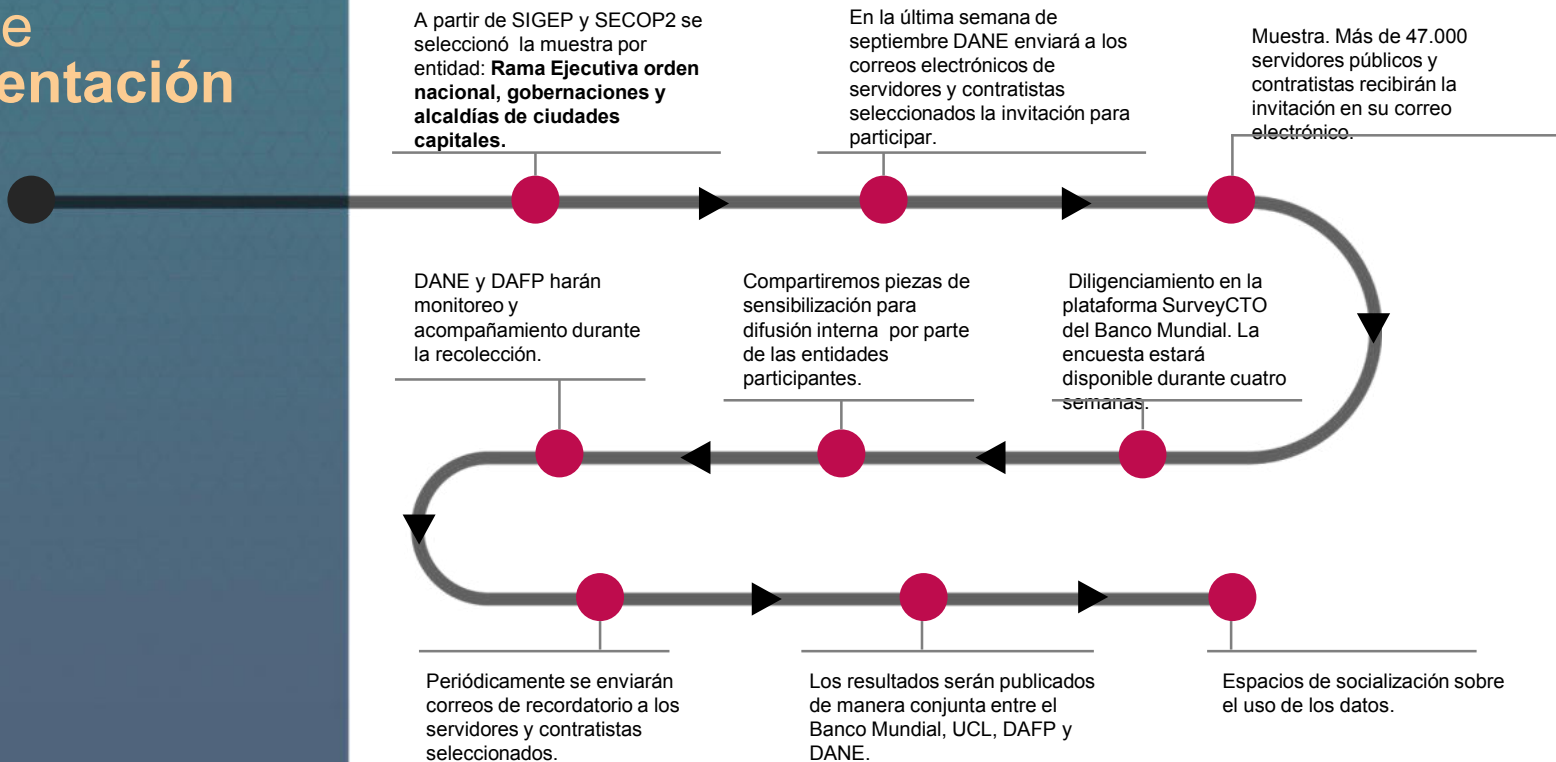 e
entación
A partir de SIGEP y SECOP2 se
seleccionó la muestra por
entidad: Rama Ejecutiva orden
nacional, gobernaciones y
alcaldías de ciudades
capitales.
En la última semana de
septiembre DANE enviará a los
correos electrónicos de
servidores y contratistas
seleccionados la invitación para
participar.
Muestra. Más de 47.000
servidores públicos y
contratistas recibirán la
invitación en su correo
electrónico.
Diligenciamiento en la
plataforma SurveyCTO
del Banco Mundial. La
encuesta estará
disponible durante cuatro
semanas.
Compartiremos piezas de
sensibilización para
difusión interna por parte
de las entidades
participantes.
DANE y DAFP harán
monitoreo y
acompañamiento durante
la recolección.
Periódicamente se enviarán
correos de recordatorio a los
servidores y contratistas
seleccionados.
Los resultados serán publicados
de manera conjunta entre el
Banco Mundial, UCL, DAFP y
DANE.
Espacios de socialización sobre
el uso de los datos.